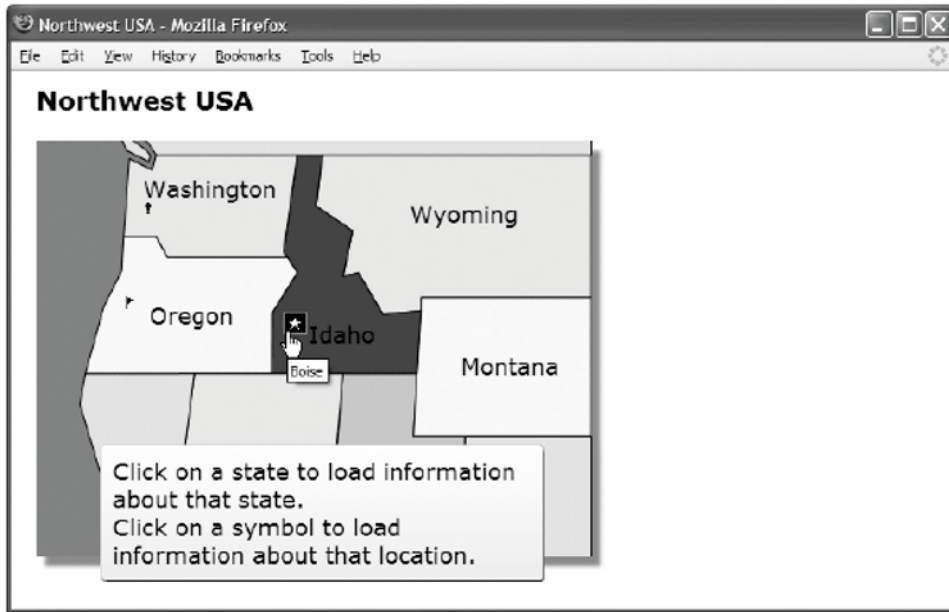 Northwest USA - Mozilla Firefox
File Edit View History Bookmarks Tools Help
Northwest USA
Washington
Wyoming
Oregon
Idaho
Boise
Montana
Click on a state to load information
about that state.
Click on a symbol to load
information about that location.